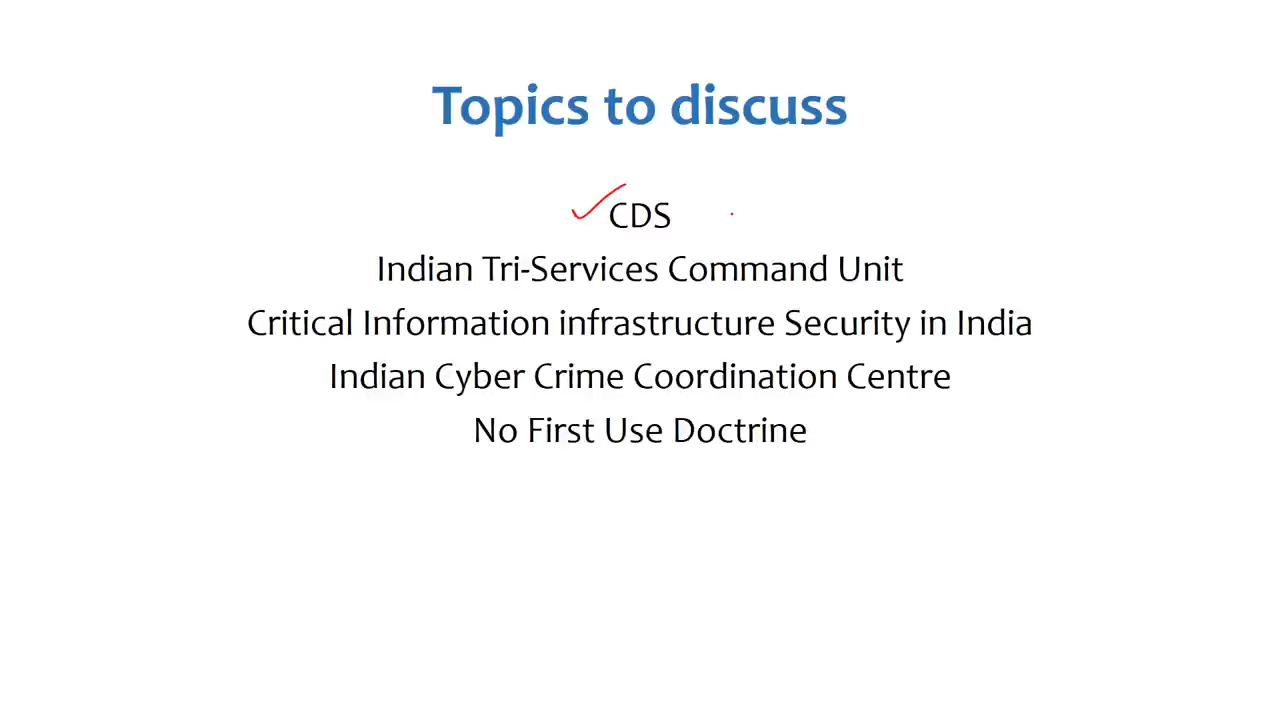 Topics to discuss
CDS
Indian Tri-Services Command Unit
Critical Information infrastructure Security in India
Indian Cyber Crime Coordination Centre
No First Use Doctrine